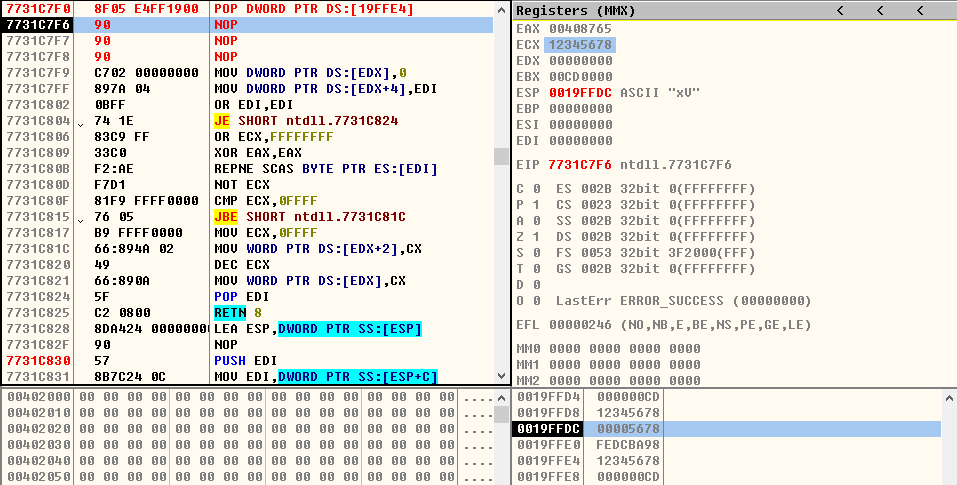 7731C7F0 8F05 E4FF1900 POP DWORD PTR DS:[19FFE4]
7731C7F6 90 NOP
7731C7F7 90 NOP
7731C7F8 90 NOP
7731C7F9 C702 00000000 MOV DWORD PTR DS:[EDX],0
7731C7FF 897A 04 MOV DWORD PTR DS:[EDX+4],EDI
7731C802 0BFF OR EDI,EDI
7731C804 74 1E JE SHORT ntdll.7731C824
7731C806 83C9 FF OR ECX,FFFFFFFF
7731C809 33C0 XOR EAX,EAX
7731C80B F2:AE REPNE SCAS BYTE PTR ES:[EDI]
7731C80D F7D1 NOT ECX
7731C80F 81F9 FFFF0000 CMP ECX,0FFFF
7731C815 76 05 JBE SHORT ntdll.7731C81C
7731C817 B9 FFFF0000 MOV ECX,0FFFF
7731C81C 66:894A 02 MOV WORD PTR DS:[EDX+2],CX
7731C820 49 DEC ECX
7731C821 66:890A MOV WORD PTR DS:[EDX],CX
7731C824 5F POP EDI
7731C825 C2 0800 RETN 8
7731C828 8DA424 0000000 LEA ESP,DWORD PTR SS:[ESP]
7731C82F 90 NOP
7731C830 57 PUSH EDI
7731C831 8B7C24 0C MOV EDI,DWORD PTR SS:[ESP+C]
Registers (MMX) < < <
EAX 00408765
ECX 12345678
EDX 00000000
EBX 00CD0000
ESP 0019FFDC ASCII "xV"
EBP 00000000
ESI 00000000
EDI 00000000
EIP 7731C7F6 ntdll.7731C7F6
C 0 ES 002B 32bit 0(FFFFFFFF)
P 1 CS 0023 32bit 0(FFFFFFFF)
A 0 SS 002B 32bit 0(FFFFFFFF)
Z 1 DS 002B 32bit 0(FFFFFFFF)
S 0 FS 0053 32bit 3F2000(FFF)
T 0 GS 002B 32bit 0(FFFFFFFF)
D 0
O 0 LastErr ERROR_SUCCESS (00000000)
EFL 00000246 (NO,NB,E,BE,NS,PE,GE,LE)
MM0 0000 0000 0000 0000
MM1 0000 0000 0000 0000
MM2 0000 0000 0000 0000
00402000 00 00 00 00 00 00 00 00 00 00 00 00 00 00 00 00 ....
00402010 00 00 00 00 00 00 00 00 00 00 00 00 00 00 00 00 ....
00402020 00 00 00 00 00 00 00 00 00 00 00 00 00 00 00 00 ....
00402030 00 00 00 00 00 00 00 00 00 00 00 00 00 00 00 00 ....
00402040 00 00 00 00 00 00 00 00 00 00 00 00 00 00 00 00 ....
00402050 00 00 00 00 00 00 00 00 00 00 00 00 00 00 00 00 ....
0019FFD4 000000CD
0019FFD8 12345678
0019FFDC 00005678
0019FFE0 FEDCBA98
0019FFE4 12345678
0019FFE8 000000CD